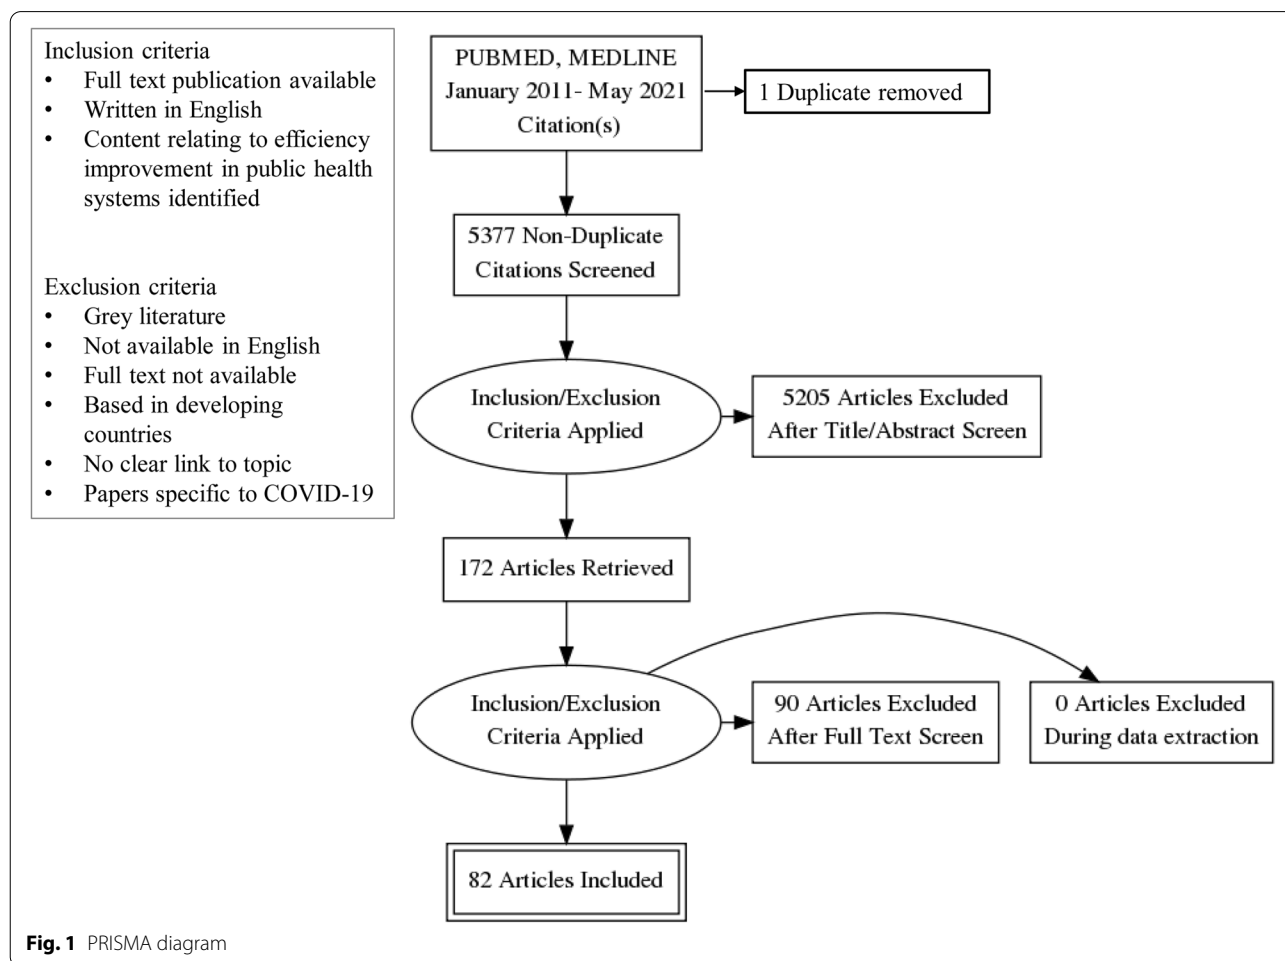 Inclusion criteria
• Full text publication available
• Written in English
• Content relating to efficiency
improvement in public health
systems identified
Exclusion criteria
• Grey literature
• Not available in English
• Full text not available
• Based in developing
countries
• No clear link to topic
• Papers specific to COVID-19
PUBMED, MEDLINE
January 2011- May 2021
Citation(s)
1 Duplicate removed
5377 Non-Duplicate
Citations Screened
Inclusion/Exclusion
Criteria Applied
5205 Articles Excluded
After Title/Abstract Screen
172 Articles Retrieved
Inclusion/Exclusion
Criteria Applied
90 Articles Excluded
After Full Text Screen
0 Articles Excluded
During data extraction
82 Articles Included
Fig. 1 PRISMA diagram